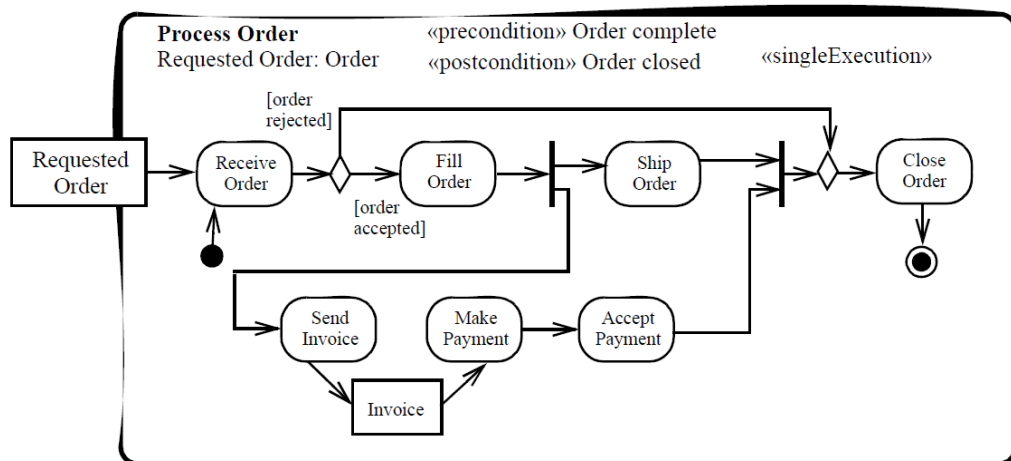 Process Order
«precondition» Order complete
Requested Order: Order
«postcondition» Order closed
«singleExecution»
[order
rejected]
Requested
Order
Receive
Order
Fill
Order
Ship
Order
Close
Order
[order
accepted]
Send
Invoice
Make
Payment
Accept
Payment
Invoice